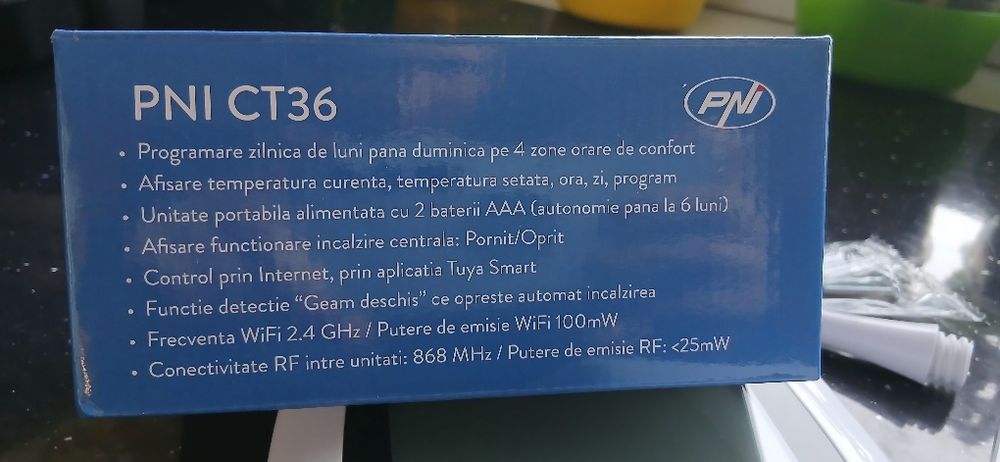 PNI CT36
PNI
• Programare zilnica de luni pana duminica pe 4 zone orare de confort
• Afisare temperatura curenta, temperatura setata, ora, zi, program
• Unitate portabila alimentata cu 2 baterii AAA (autonomie pana la 6 luni)
• Afisare functionare incalzire centrala: Pornit/Oprit
• Control prin Internet, prin aplicatia Tuya Smart
• Functie detectie “Geam deschis” ce opreste automat incalzirea
• Frecventa WiFi 2.4 GHz / Putere de emisie WiFi 100mW
• Conectivitate RF intre unitati: 868 MHz / Putere de emisie RF: <25mW